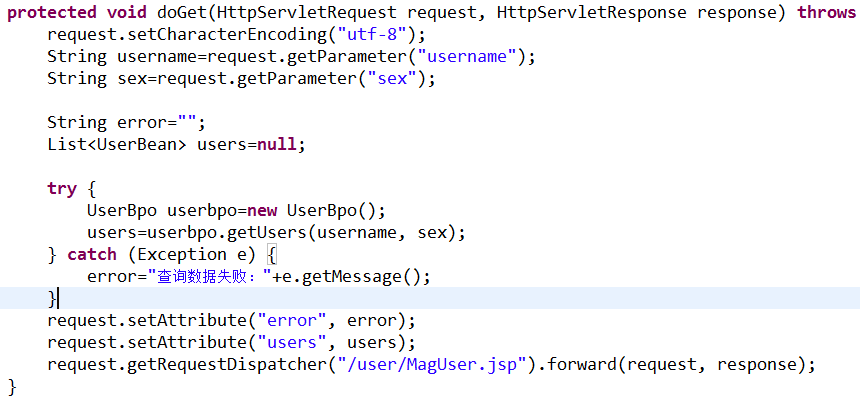 protected void doGet(HttpServletRequest request, HttpServletResponse response) throws
request.setCharacterEncoding("utf-8");
String username=request.getParameter("username");
String sex=request.getParameter("sex");
String error="";
List<UserBean> users=null;
try {
UserBpo userbpo=new UserBpo();
users=userbpo.getUsers(username, sex);
} catch (Exception e) {
error="查询数据失败："+e.getMessage();
}
request.setAttribute("error", error);
request.setAttribute("users", users);
request.getRequestDispatcher("/user/MagUser.jsp").forward(request, response);
}